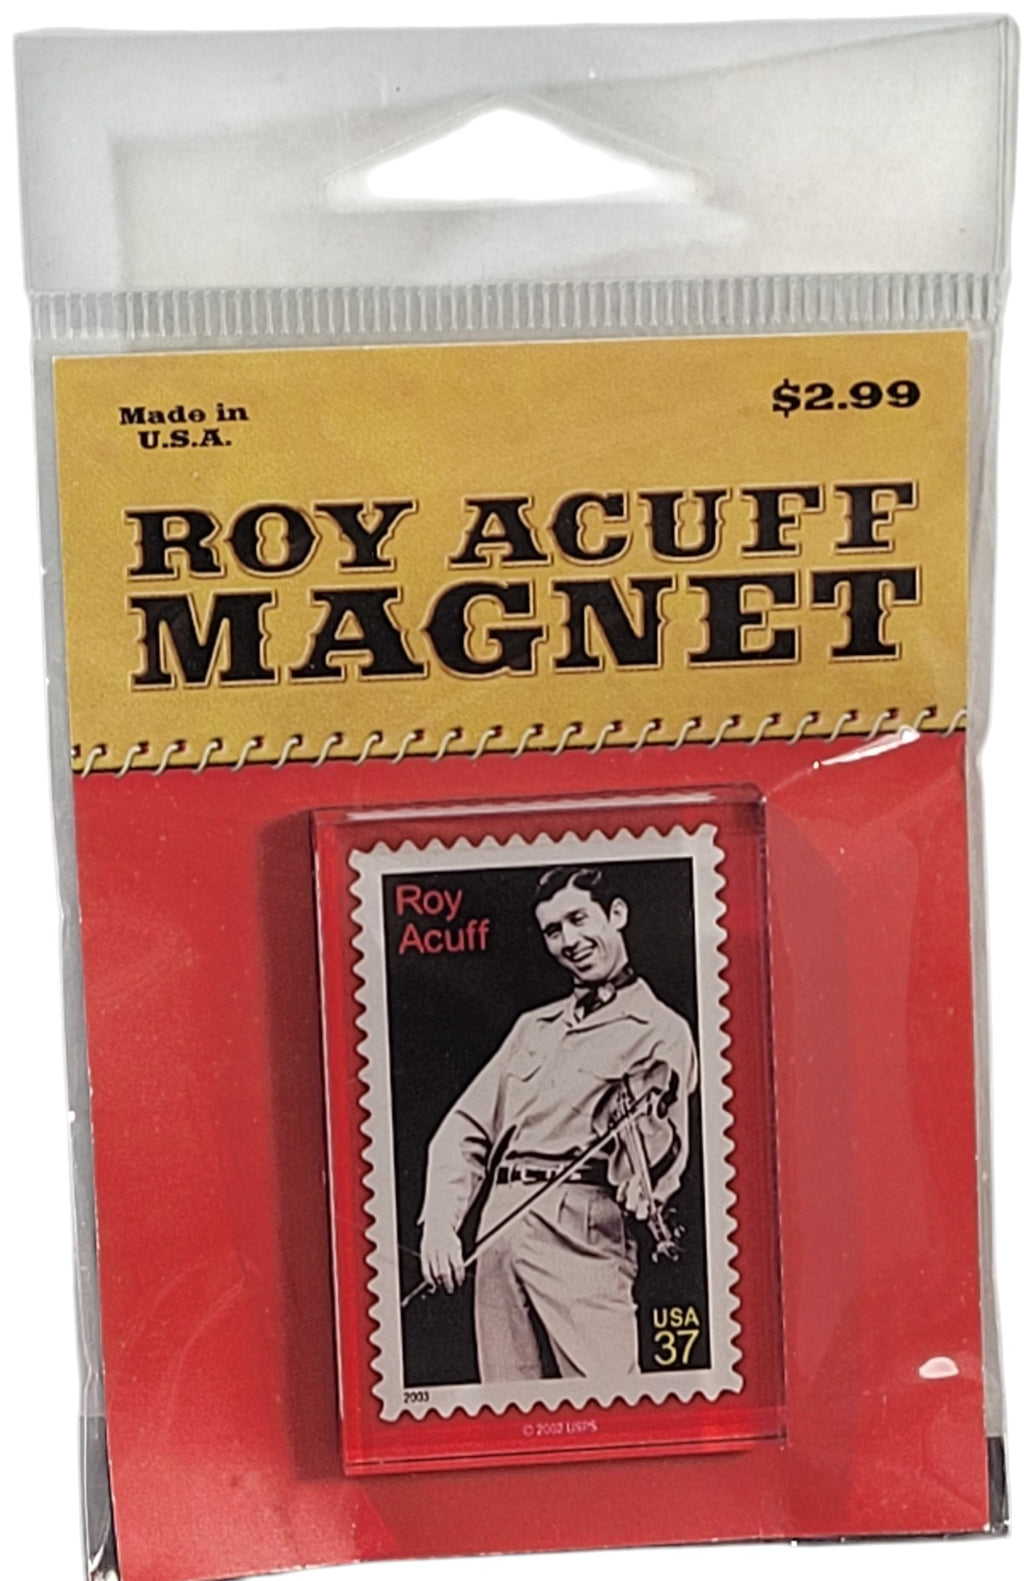 Made in
U.S.A.
$2.99
ROY ACUFF
MAGNET
Roy
Acuff
USA
37
2003
© 2002 USPS